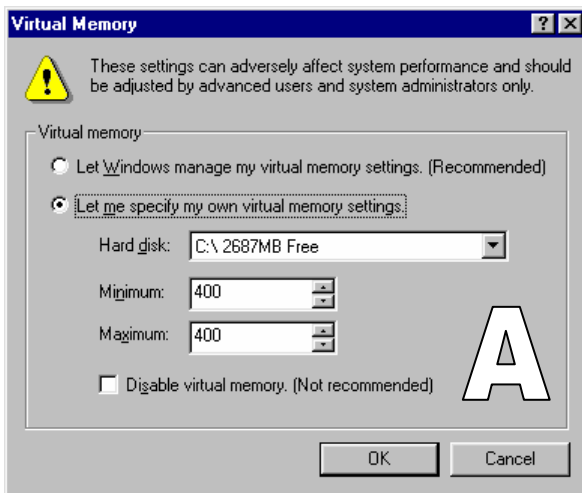 Virtual Memory
These settings can adversely affect system performance and should
be adjusted by advanced users and system administrators only.
Virtual memory
Let Windows manage my virtual memory settings. (Recommended)
Let me specify my own virtual memory settings.
Hard disk: C:\ 2687MB Free
Minimum: 400
Maximum: 400
Disable virtual memory. (Not recommended)
A
OK Cancel